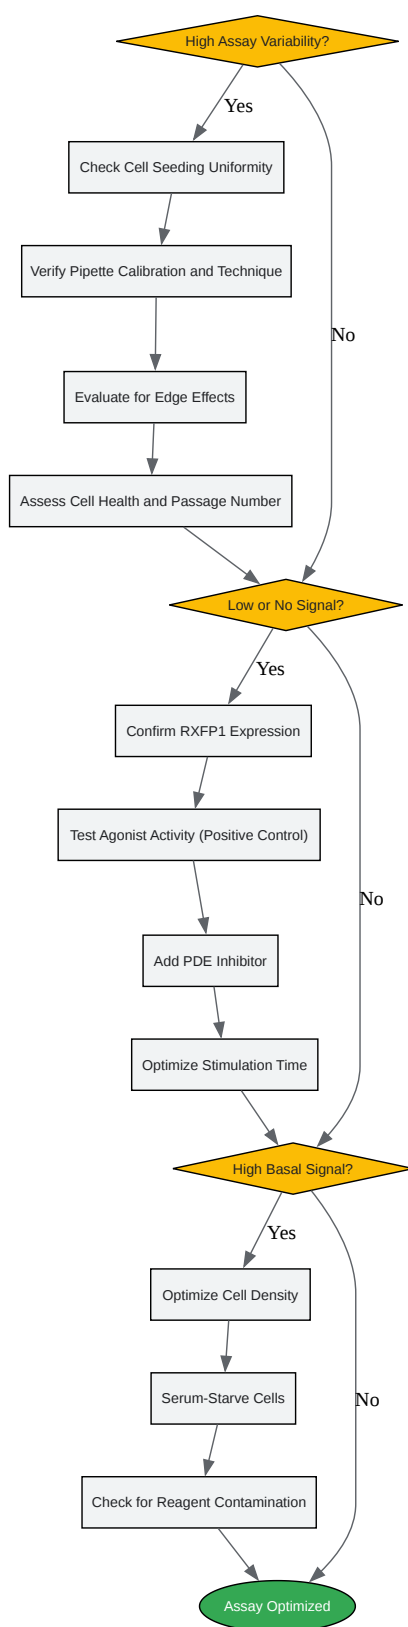 High Assay Variability?
Yes
Check Cell Seeding Uniformity
Verify Pipette Calibration and Technique
No
Evaluate for Edge Effects
Assess Cell Health and Passage Number
Low or No Signal?
Yes
Confirm RXFP1 Expression
Test Agonist Activity (Positive Control)
No
Add PDE Inhibitor
Optimize Stimulation Time
High Basal Signal?
Yes
Optimize Cell Density
Serum-Starve Cells
No
Check for Reagent Contamination
Assay Optimized